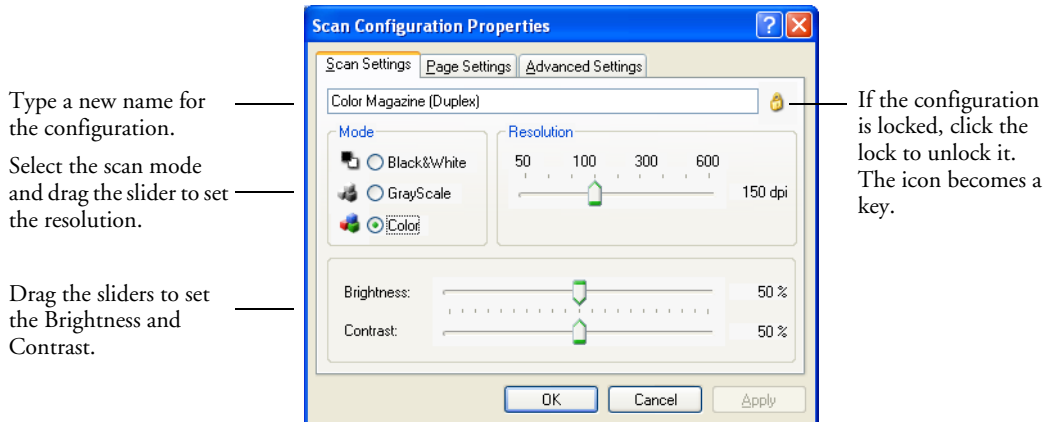 Scan Configuration Properties
Scan Settings
Page Settings
Advanced Settings
Type a new name for
the configuration.
Color Magazine (Duplex)
If the configuration
is locked, click the
lock to unlock it.
The icon becomes a
key.
Select the scan mode
and drag the slider to set
the resolution.
Mode
Black&White
GrayScale
Color
Resolution
50 100 300 600
150 dpi
Drag the sliders to set
the Brightness and
Contrast.
Brightness: 50 %
Contrast: 50 %
OK
Cancel
Apply